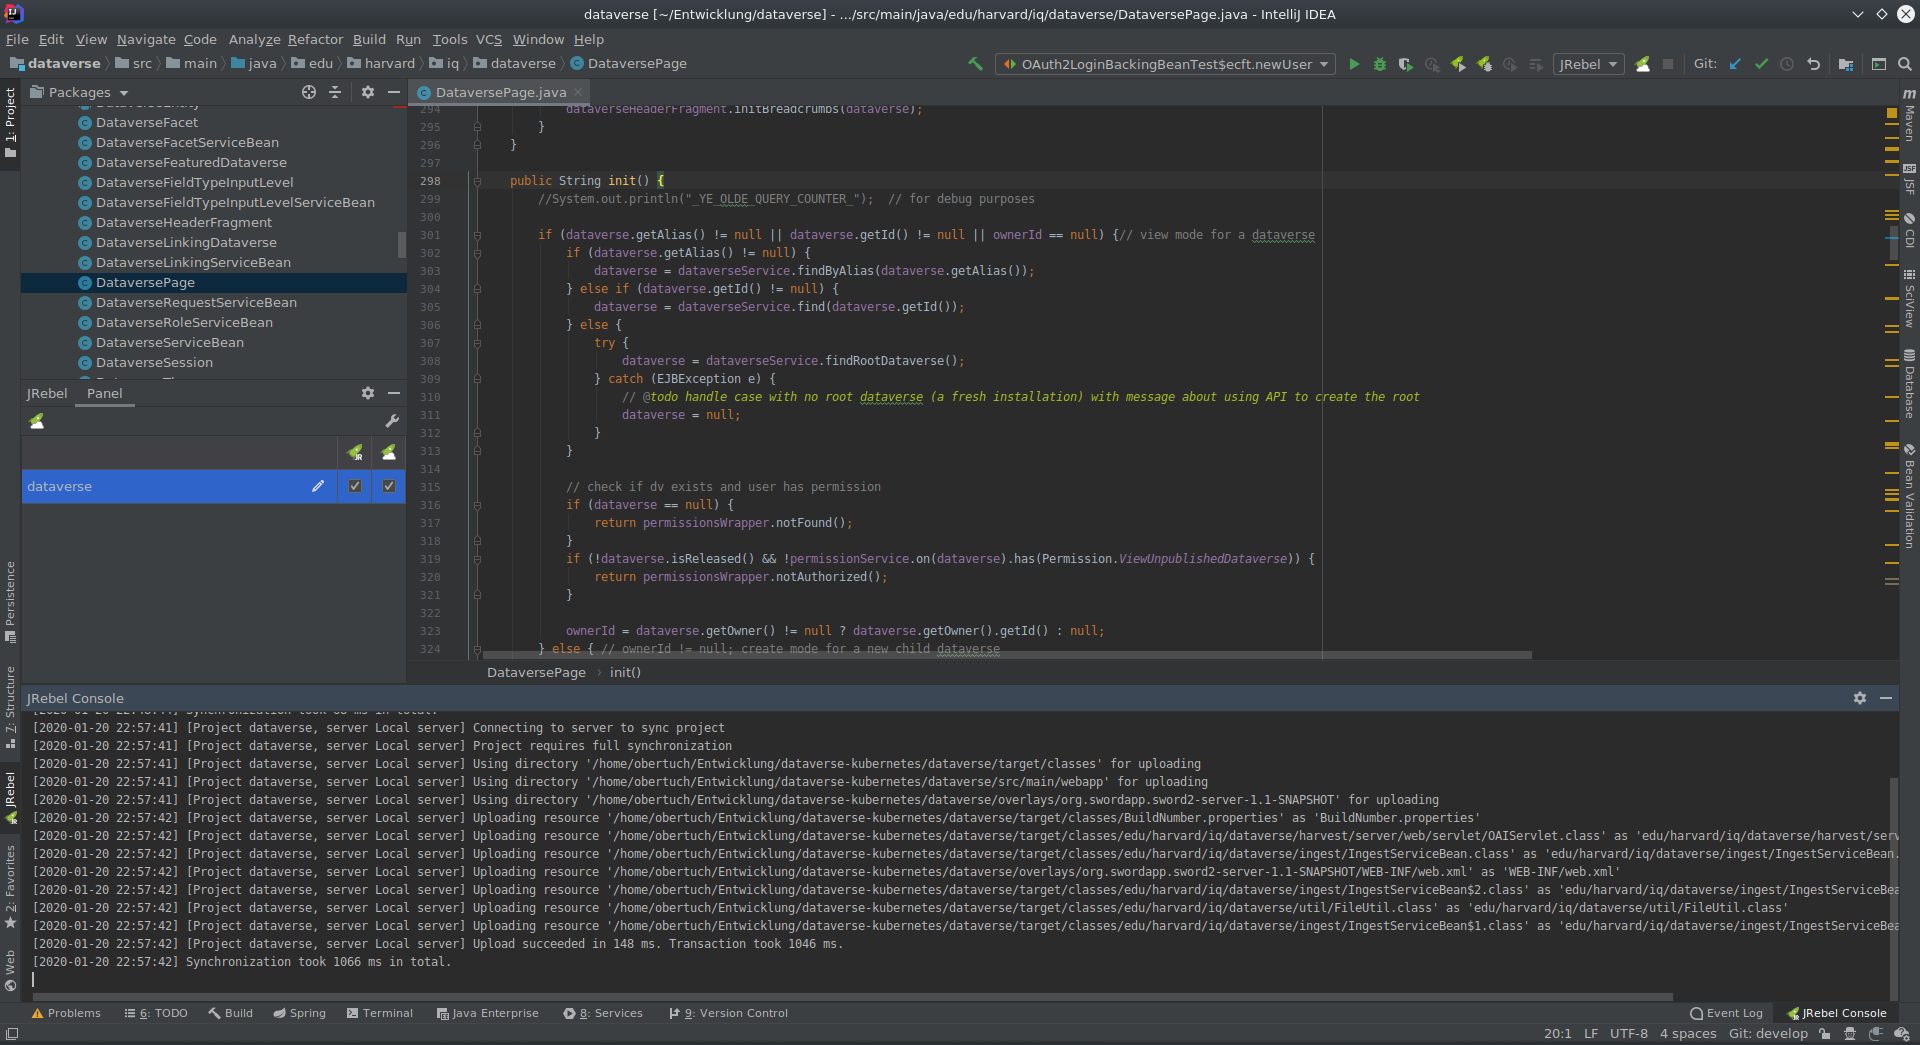 dataverse [~/Entwicklung/dataverse] - .../src/main/java/edu/harvard/iq/dataverse/DataversePage.java - IntelliJ IDEA
File Edit View Navigate Code Analyze Refactor Build Run Tools VCS Window Help
dataverse src main java edu harvard iq dataverse DataversePage
OAuth2LoginBackingBeanTest$ecft.newUser
JRebel
Git:
1: Project
Packages
DataverseFacet
DataverseFacetServiceBean
DataverseFeaturedDataverse
DataverseFieldTypeInputLevel
DataverseFieldTypeInputLevelServiceBean
DataverseHeaderFragment
DataverseLinkingDataverse
DataverseLinkingServiceBean
DataversePage
DataverseRequestServiceBean
DataverseRoleServiceBean
DataverseServiceBean
DataverseSession
JRebel Panel
dataverse
DataversePage.java
294 dataverseHeaderFragment.initBreadcrumbs(dataverse);
295 }
296 }
297
298 public String init() {
299 //System.out.println("_YE_OLDE_QUERY_COUNTER_");  // for debug purposes
300
301 if (dataverse.getAlias() != null || dataverse.getId() != null || ownerId == null) {// view mode for a dataverse
302 if (dataverse.getAlias() != null) {
303 dataverse = dataverseService.findByAlias(dataverse.getAlias());
304 } else if (dataverse.getId() != null) {
305 dataverse = dataverseService.find(dataverse.getId());
306 } else {
307 try {
308 dataverse = dataverseService.findRootDataverse();
309 } catch (EJBException e) {
310 // @todo handle case with no root dataverse (a fresh installation) with message about using API to create the root
311 dataverse = null;
312 }
313 }
314
315 // check if dv exists and user has permission
316 if (dataverse == null) {
317 return permissionsWrapper.notFound();
318 }
319 if (!dataverse.isReleased() && !permissionService.on(dataverse).has(Permission.ViewUnpublishedDataverse)) {
320 return permissionsWrapper.notAuthorized();
321 }
322
323 ownerId = dataverse.getOwner() != null ? dataverse.getOwner().getId() : null;
324 } else { // ownerId != null; create mode for a new child dataverse
DataversePage init()
Maven
JSF
CDI
SciView
Database
Bean Validation
Persistence
7: Structure
JRebel
2: Favorites
Web
JRebel Console
[2020-01-20 22:57:41] [Project dataverse, server Local server] Connecting to server to sync project
[2020-01-20 22:57:41] [Project dataverse, server Local server] Project requires full synchronization
[2020-01-20 22:57:41] [Project dataverse, server Local server] Using directory '/home/obertuch/Entwicklung/dataverse-kubernetes/dataverse/target/classes' for uploading
[2020-01-20 22:57:41] [Project dataverse, server Local server] Using directory '/home/obertuch/Entwicklung/dataverse-kubernetes/dataverse/src/main/webapp' for uploading
[2020-01-20 22:57:41] [Project dataverse, server Local server] Using directory '/home/obertuch/Entwicklung/dataverse-kubernetes/dataverse/overlays/org.swordapp.sword2-server-1.1-SNAPSHOT' for uploading
[2020-01-20 22:57:42] [Project dataverse, server Local server] Uploading resource '/home/obertuch/Entwicklung/dataverse-kubernetes/dataverse/target/classes/BuildNumber.properties' as 'BuildNumber.properties'
[2020-01-20 22:57:42] [Project dataverse, server Local server] Uploading resource '/home/obertuch/Entwicklung/dataverse-kubernetes/dataverse/target/classes/edu/harvard/iq/dataverse/harvest/server/web/servlet/OAIServlet.class' as 'edu/harvard/iq/dataverse/harvest/serv
[2020-01-20 22:57:42] [Project dataverse, server Local server] Uploading resource '/home/obertuch/Entwicklung/dataverse-kubernetes/dataverse/target/classes/edu/harvard/iq/dataverse/ingest/IngestServiceBean.class' as 'edu/harvard/iq/dataverse/ingest/IngestServiceBean.
[2020-01-20 22:57:42] [Project dataverse, server Local server] Uploading resource '/home/obertuch/Entwicklung/dataverse-kubernetes/dataverse/overlays/org.swordapp.sword2-server-1.1-SNAPSHOT/WEB-INF/web.xml' as 'WEB-INF/web.xml'
[2020-01-20 22:57:42] [Project dataverse, server Local server] Uploading resource '/home/obertuch/Entwicklung/dataverse-kubernetes/dataverse/target/classes/edu/harvard/iq/dataverse/ingest/IngestServiceBean$2.class' as 'edu/harvard/iq/dataverse/ingest/IngestServiceBea
[2020-01-20 22:57:42] [Project dataverse, server Local server] Uploading resource '/home/obertuch/Entwicklung/dataverse-kubernetes/dataverse/target/classes/edu/harvard/iq/dataverse/util/FileUtil.class' as 'edu/harvard/iq/dataverse/util/FileUtil.class'
[2020-01-20 22:57:42] [Project dataverse, server Local server] Uploading resource '/home/obertuch/Entwicklung/dataverse-kubernetes/dataverse/target/classes/edu/harvard/iq/dataverse/ingest/IngestServiceBean$1.class' as 'edu/harvard/iq/dataverse/ingest/IngestServiceBea
[2020-01-20 22:57:42] [Project dataverse, server Local server] Upload succeeded in 148 ms. Transaction took 1046 ms.
[2020-01-20 22:57:42] Synchronization took 1066 ms in total.
Problems 6: TODO Build Spring Terminal Java Enterprise 8: Services 9: Version Control Event Log JRebel Console
20:1 LF UTF-8 4 spaces Git: develop